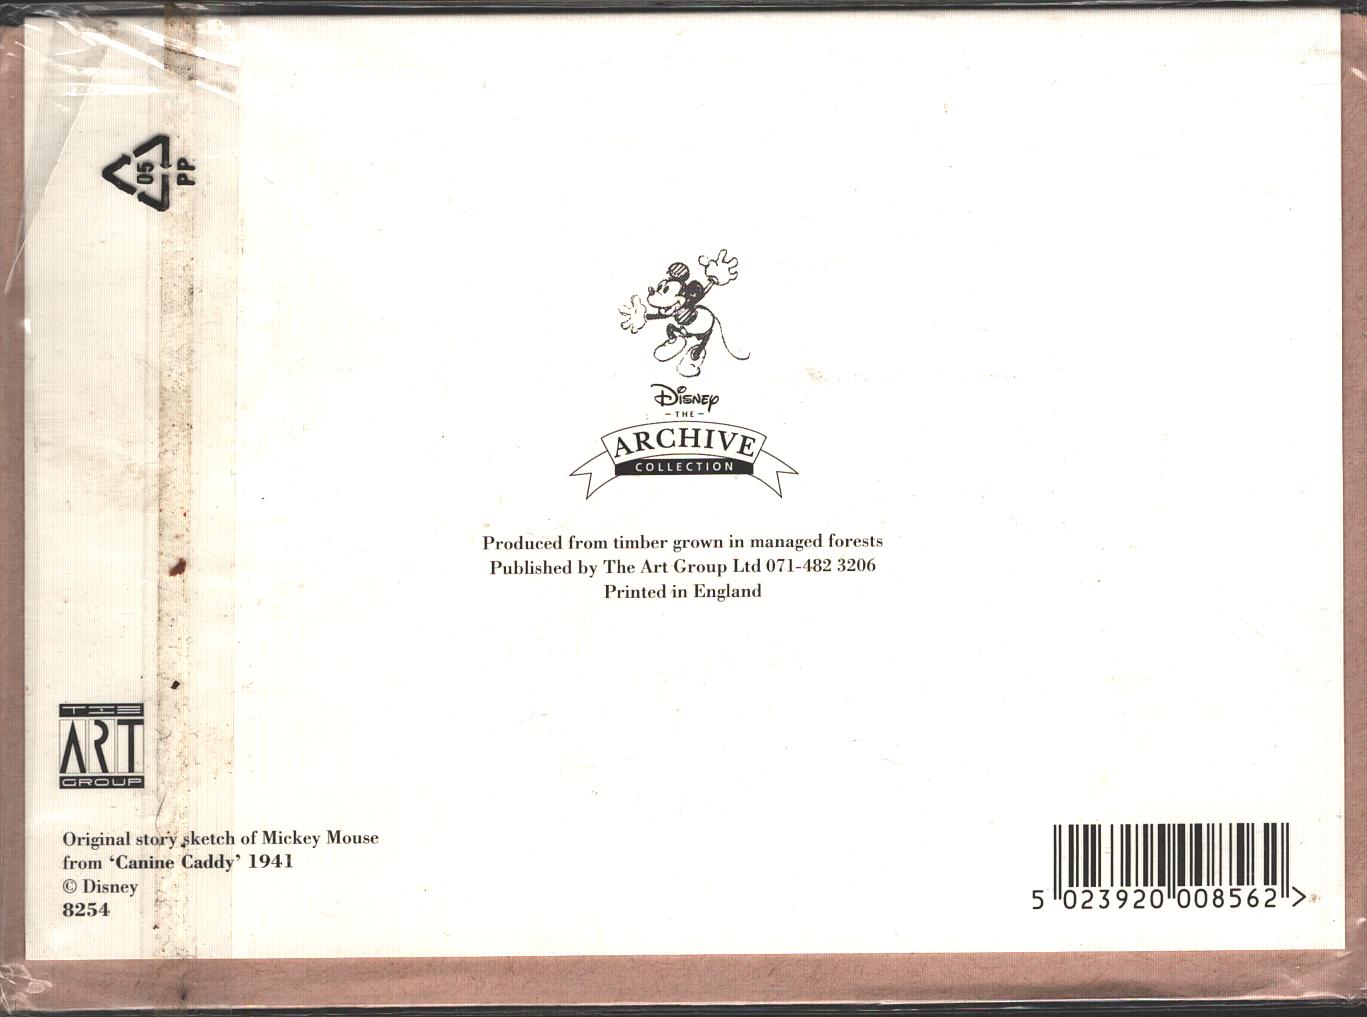 05
PP
Disney
- THE -
ARCHIVE
COLLECTION
Produced from timber grown in managed forests
Published by The Art Group Ltd 071-482 3206
Printed in England
THE
ART
GROUP
Original story sketch of Mickey Mouse
from ‘Canine Caddy’ 1941
© Disney
8254
5 023920 008562 >